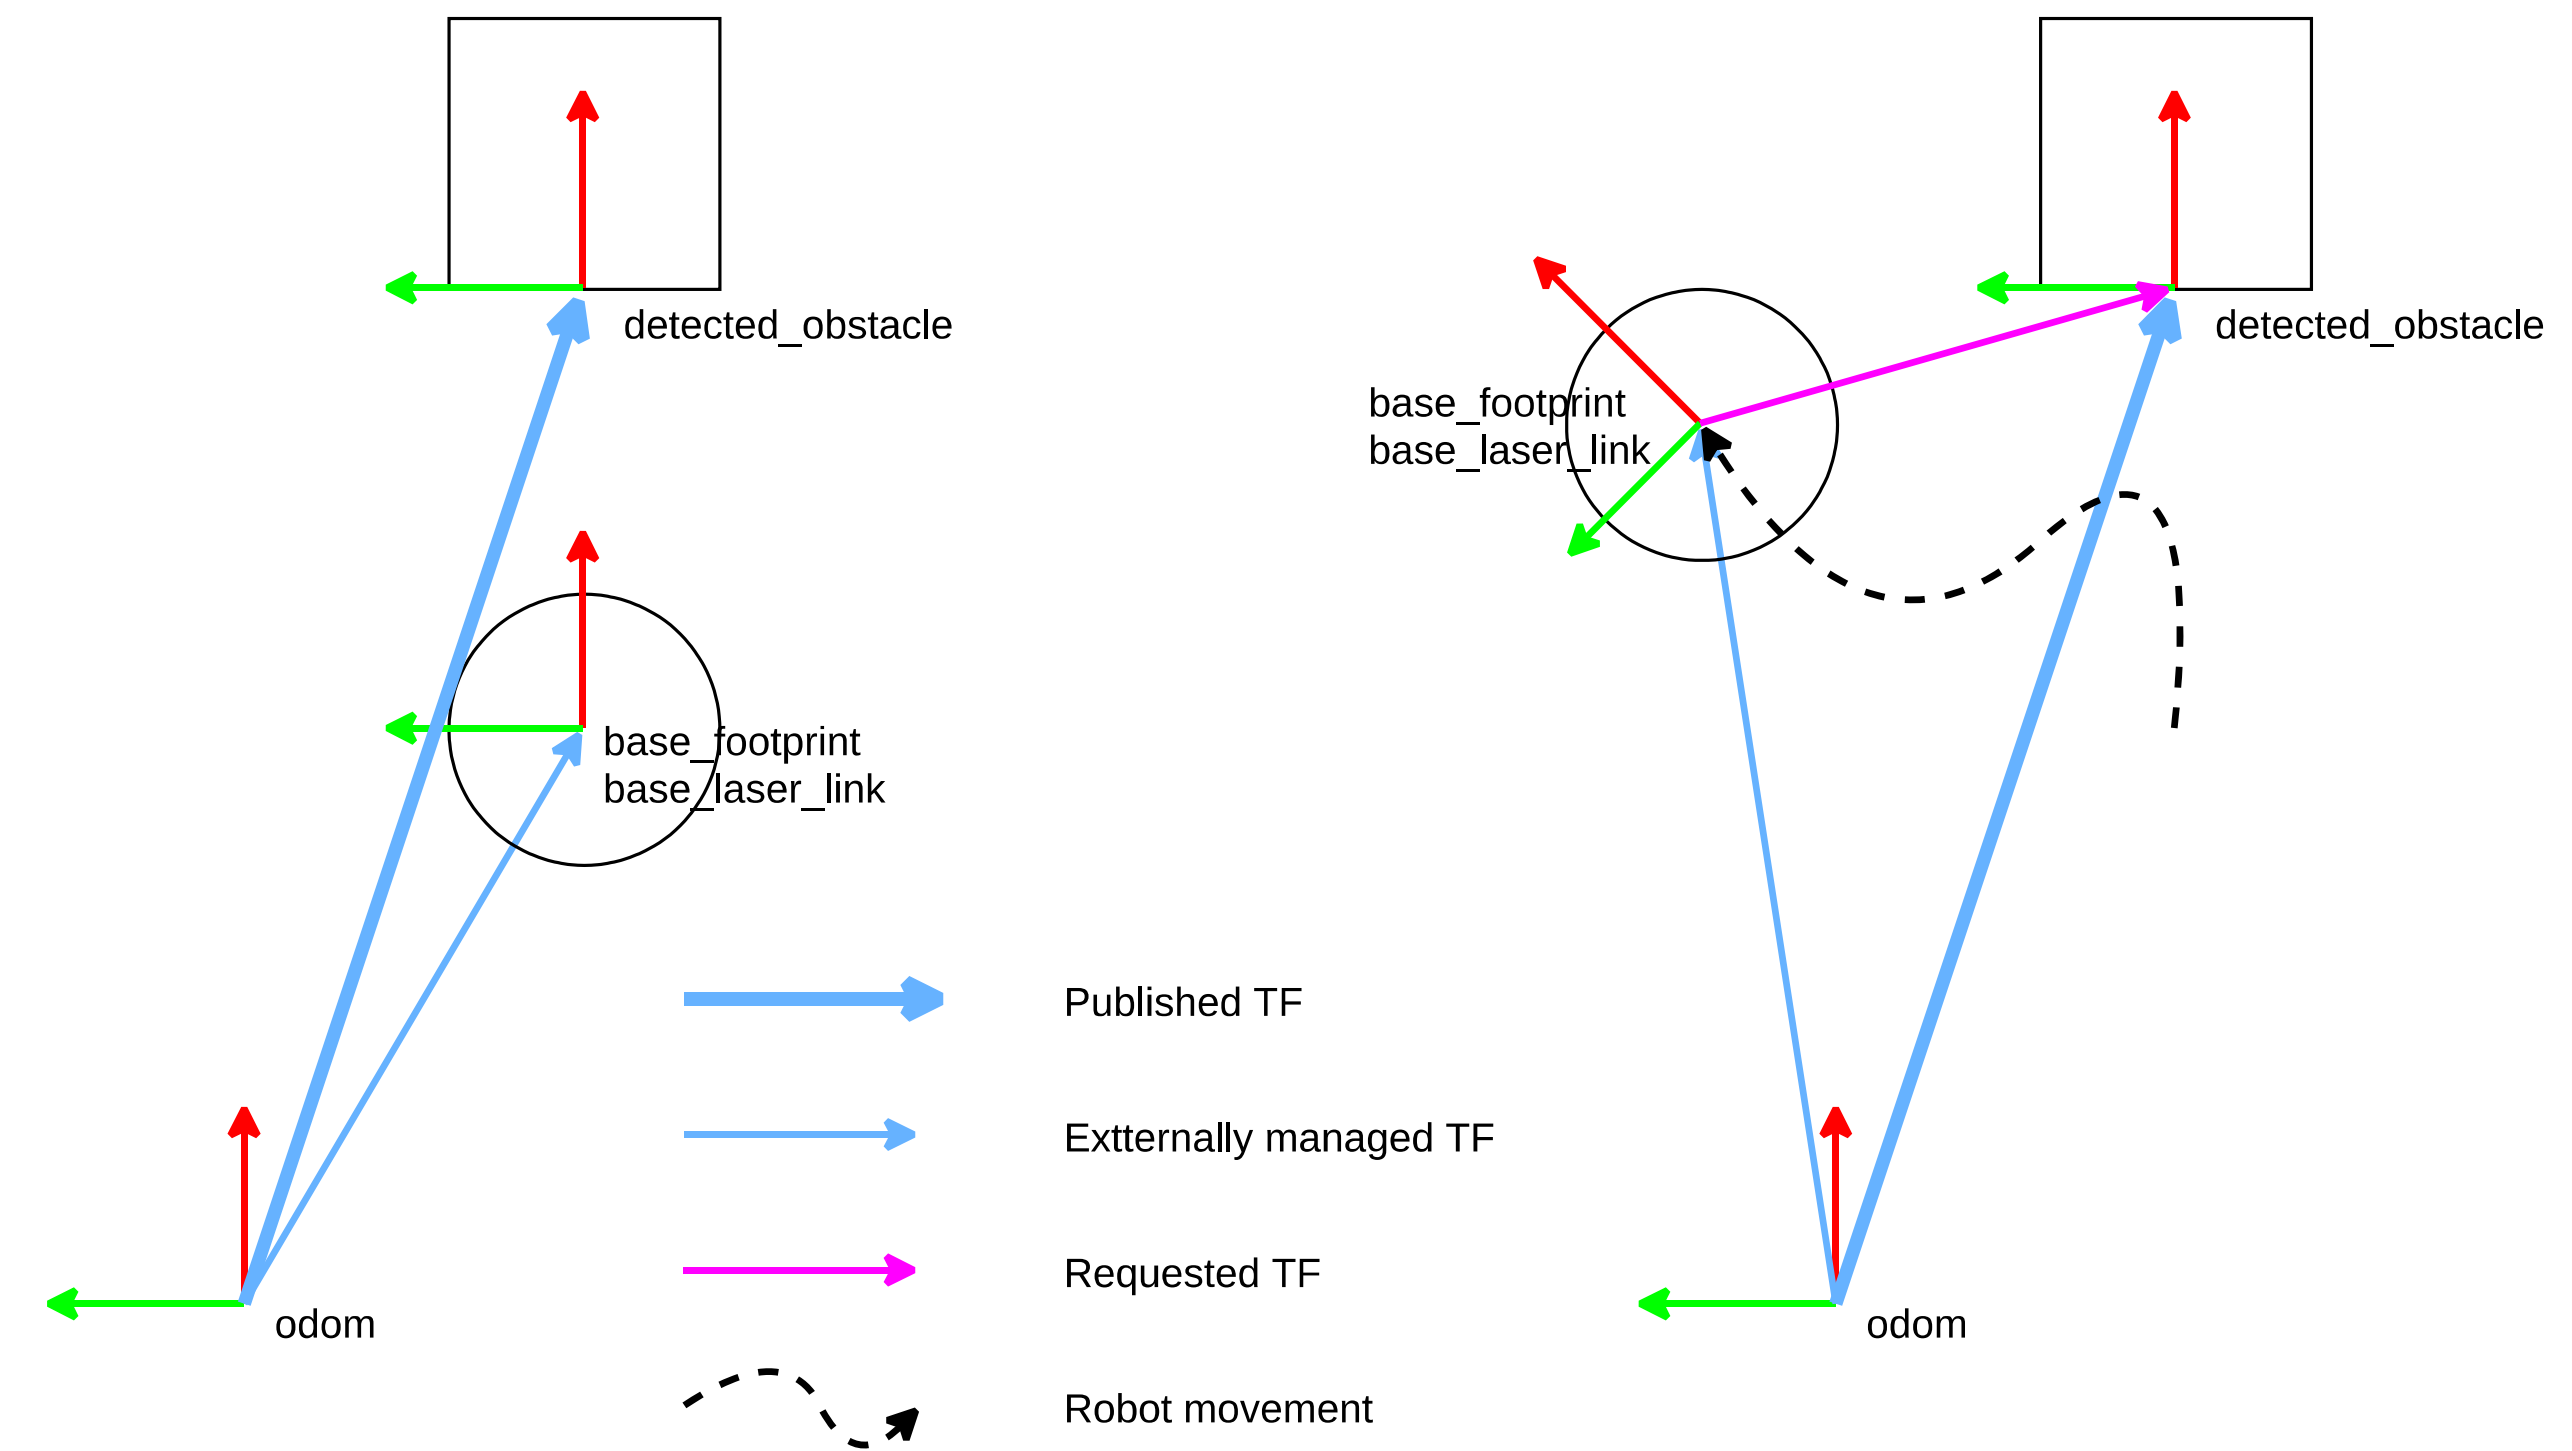 detected_obstacle
detected_obstacle
base_footprint
base_laser_link
base_footprint
base_laser_link
Published TF
Extternally managed TF
Requested TF
odom
odom
Robot movement